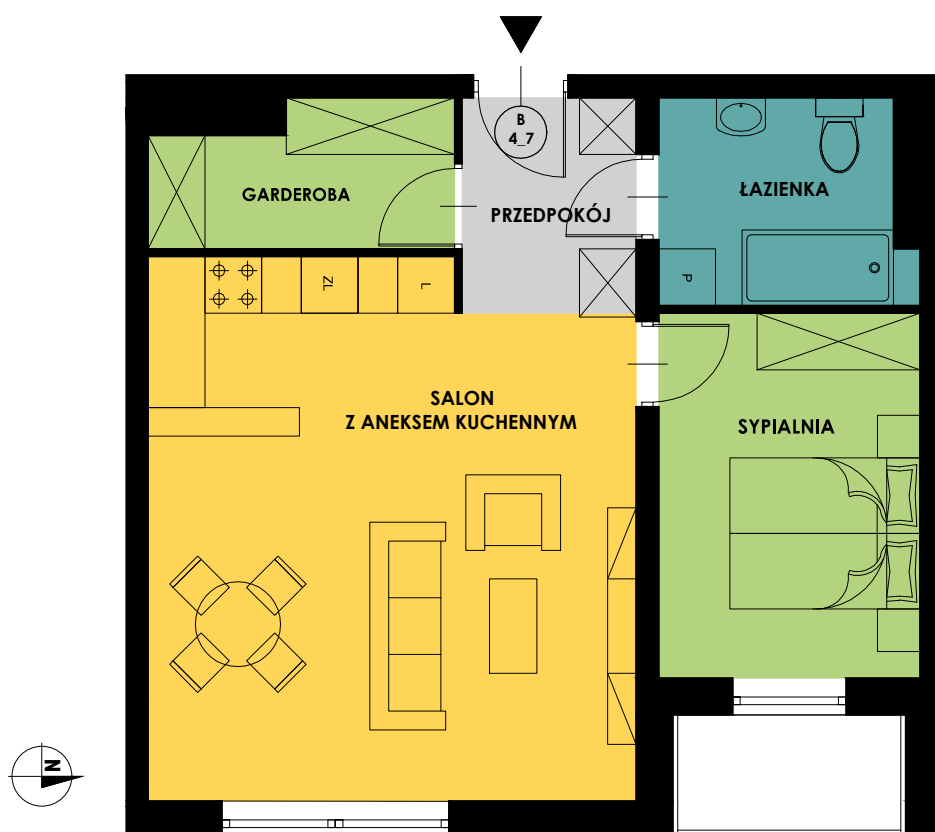 B
4_7
GARDEROBA
PRZEDPOKÓJ
ŁAZIENKA
ZL
L
P
SALON
Z ANEKSEM KUCHENNYM
SYPIALNIA
N